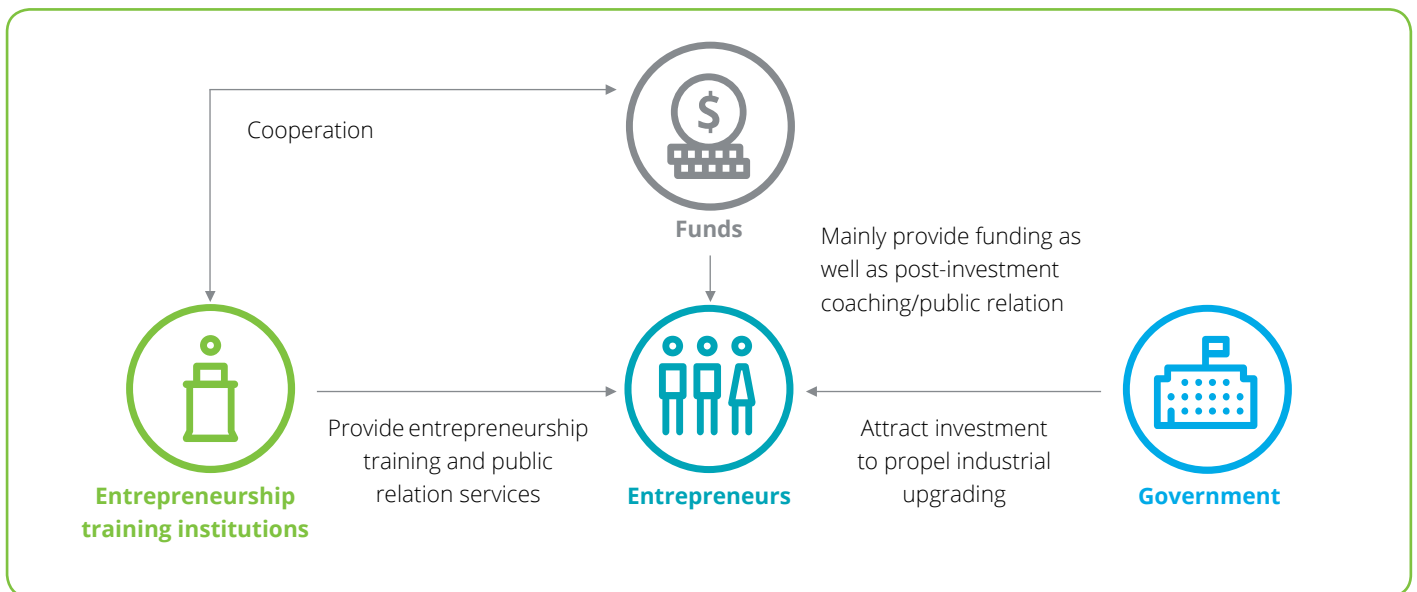 Cooperation
$
Funds
Mainly provide funding as
well as post-investment
coaching/public relation
Provide entrepreneurship
training and public
relation services
Attract investment
to propel industrial
upgrading
Entrepreneurship
training institutions
Entrepreneurs
Government